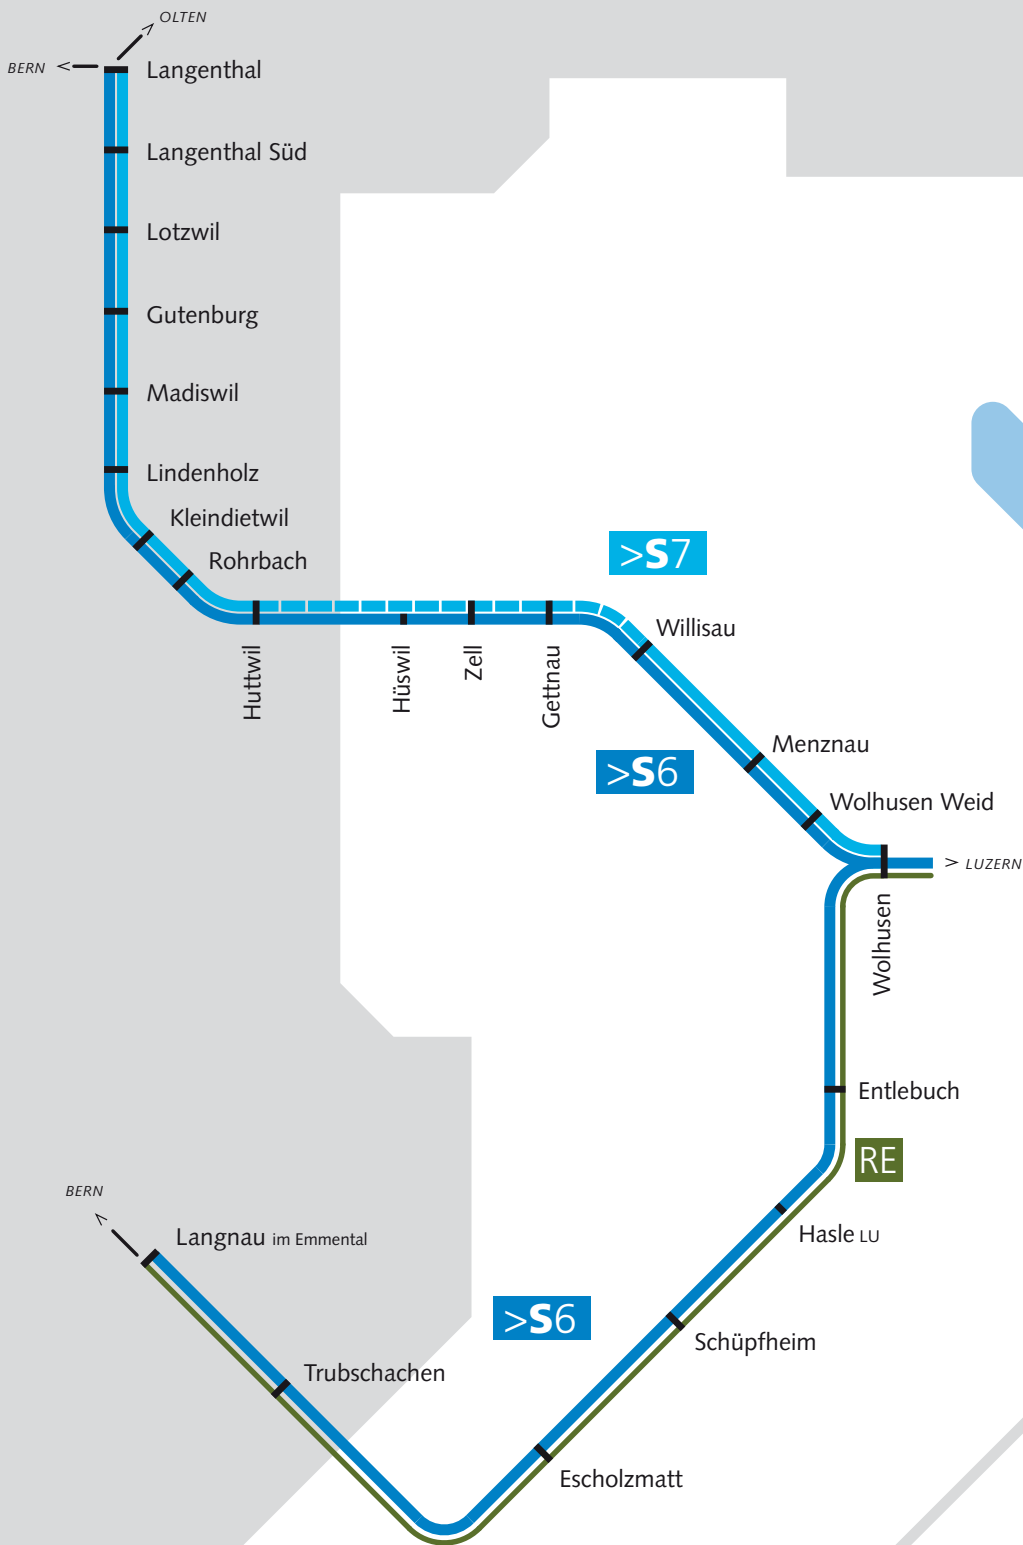 OLTEN
BERN
Langenthal
Langenthal Süd
Lotzwil
Gutenburg
Madiswil
Lindenholz
Kleindietwil
Rohrbach
>S7
Huttwil
Hüswil
Zell
Gettnau
Willisau
>S6
Menznau
Wolhusen Weid
LUZERN
Wolhusen
Entlebuch
RE
BERN
Langnau im Emmental
Hasle LU
>S6
Schüpfheim
Trubschachen
Escholzmatt